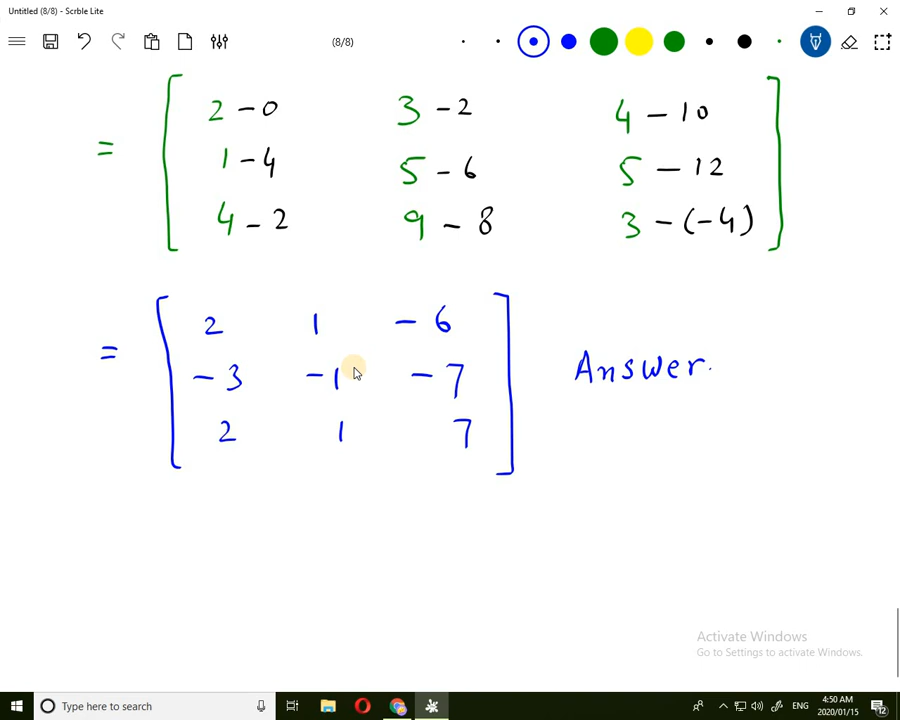 Untitled (8/8) - Scrble Lite
(8/8)
2 - 0 3 - 2 4 - 10
= 1 - 4 5 - 6 5 - 12
4 - 2 9 - 8 3 - (-4)
2 1 - 6
= - 3 - 1 - 7 Answer.
2 1 7
Activate Windows
Go to Settings to activate Windows.
Type here to search
ENG
4:50 AM
2020/01/15
12